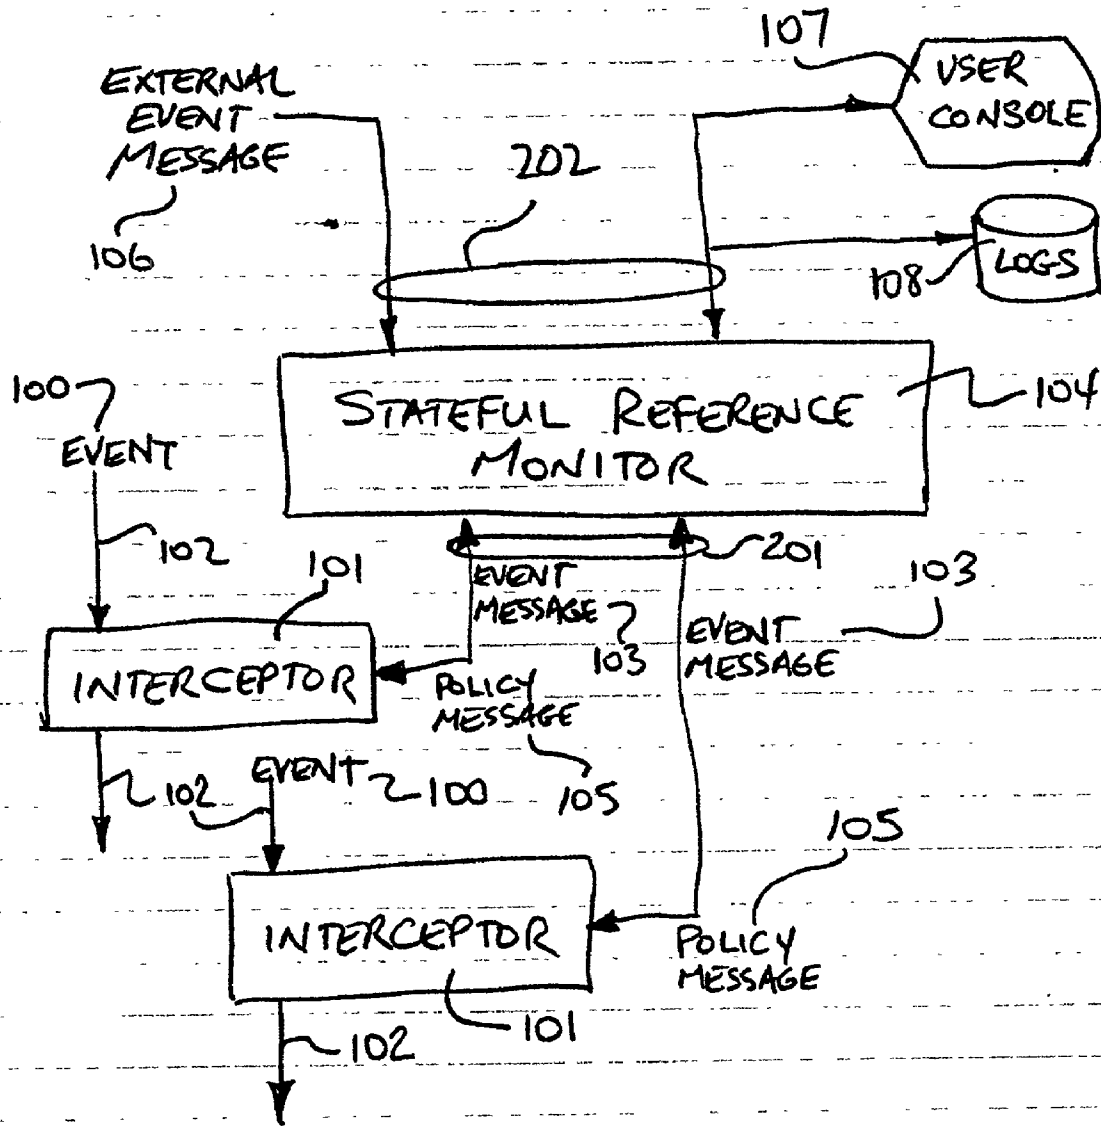 107
USER
CONSOLE
EXTERNAL
EVENT
MESSAGE
106
202
108
LOGS
100
EVENT
STATEFUL REFERENCE
MONITOR
104
102
101
INTERCEPTOR
201
EVENT
MESSAGE
103
103
EVENT
MESSAGE
POLICY
MESSAGE
105
102
EVENT
100
105
INTERCEPTOR
POLICY
MESSAGE
101
102